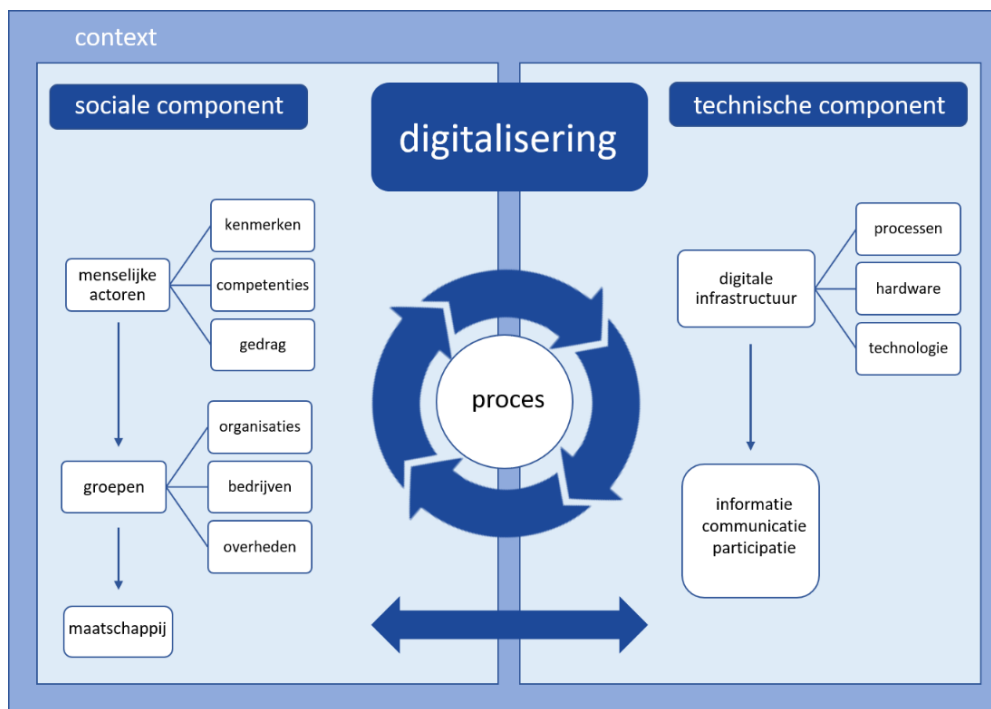 context
sociale component
digitalisering
technische component
kenmerken
menselijke
actoren
competenties
gedrag
organisaties
groepen
bedrijven
overheden
maatschappij
proces
processen
digitale
infrastructuur
hardware
technologie
informatie
communicatie
participatie